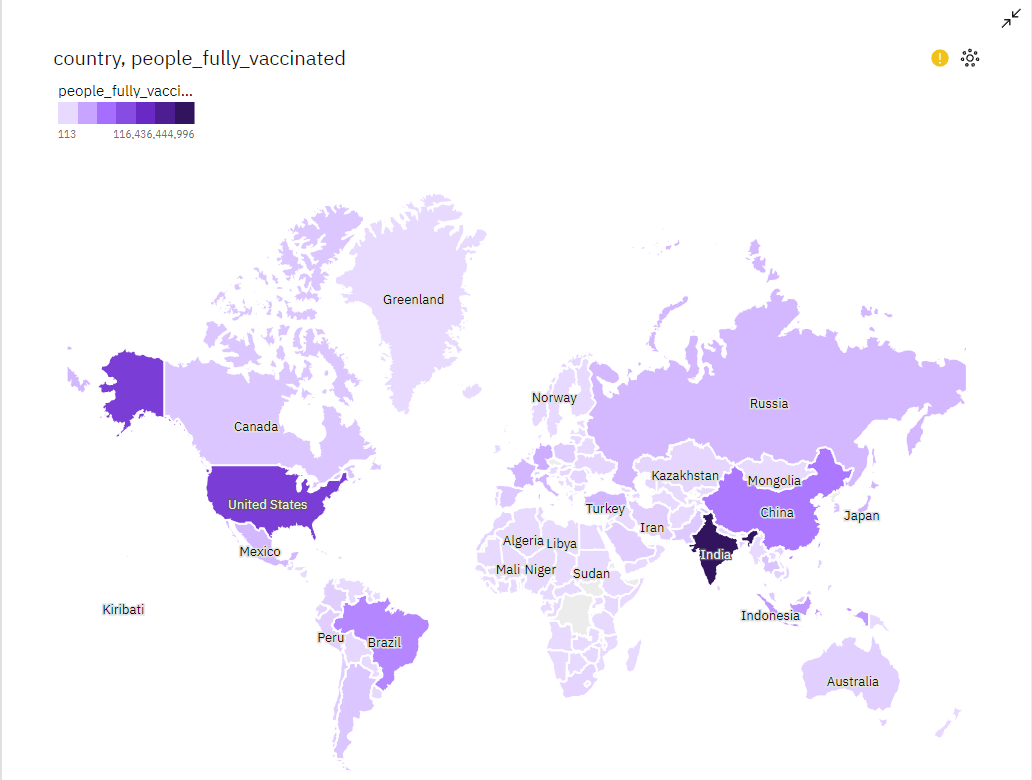 country, people_fully_vaccinated
people_fully_vacci...
113 116,436,444,996
Greenland
Norway
Russia
Canada
Kazakhstan
Mongolia
United States
Turkey
China
Japan
Iran
Mexico
Algeria Libya
India
Mali Niger Sudan
Kiribati
Indonesia
Peru
Brazil
Australia